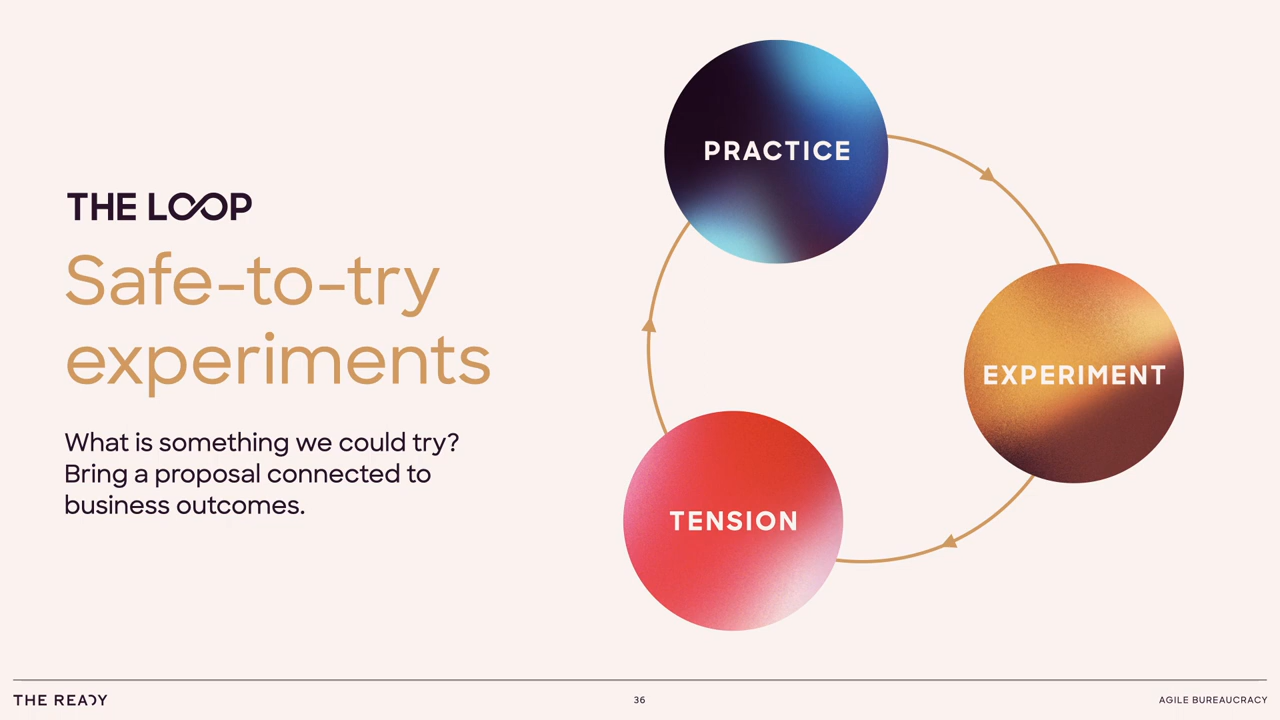 THE LOOP
Safe-to-try
experiments
What is something we could try?
Bring a proposal connected to
business outcomes.
PRACTICE
EXPERIMENT
TENSION
THE READY
36
AGILE BUREAUCRACY